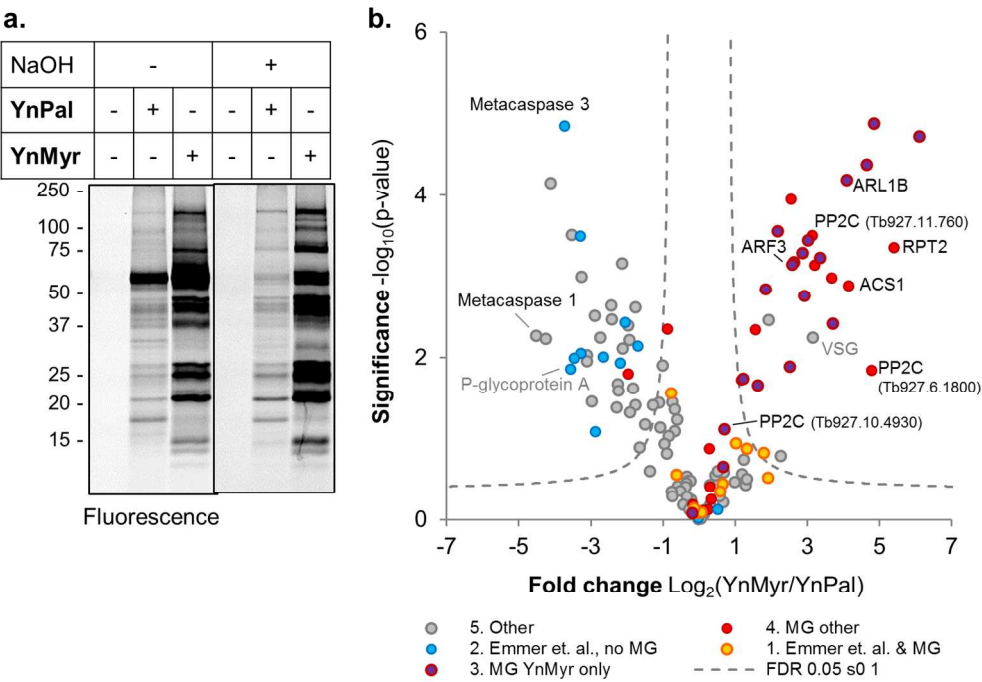 a.
NaOH - +
YnPal - + - - + -
YnMyr - - + - - +
250 -
100 -
75 -
50 -
37 -
25 -
20 -
15 -
Fluorescence
b.
Significance -log10(p-value)
6
4
2
0
-7 -5 -3 -1 1 3 5 7
Fold change Log2(YnMyr/YnPal)
Metacaspase 3
Metacaspase 1
P-glycoprotein A
ARL1B
PP2C (Tb927.11.760)
ARF3
RPT2
ACS1
VSG
PP2C
(Tb927.6.1800)
PP2C (Tb927.10.4930)
5. Other
2. Emmer et. al., no MG
3. MG YnMyr only
4. MG other
1. Emmer et. al. & MG
FDR 0.05 s0 1